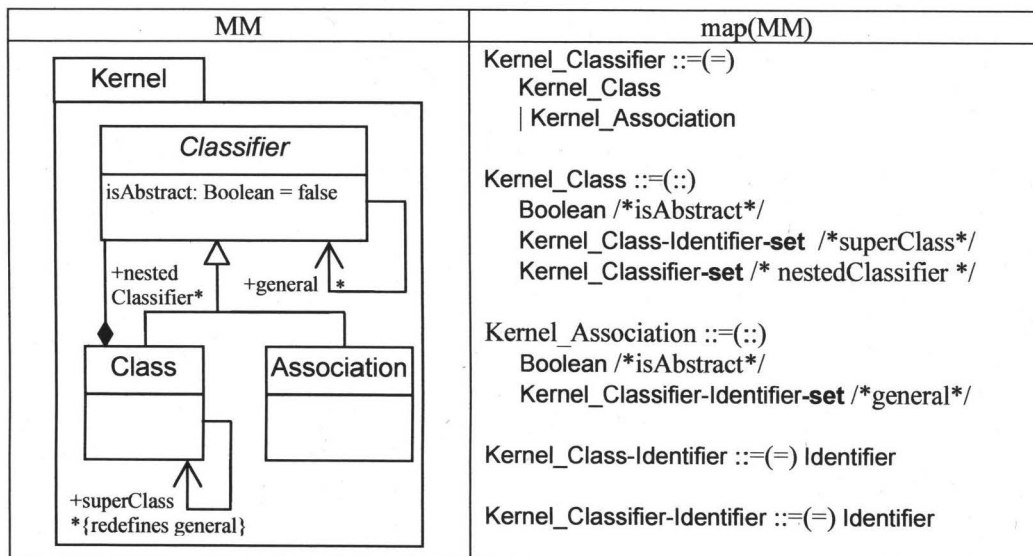 MM
map(MM)
Kernel
Classifier
isAbstract: Boolean = false
+nested
Classifier*
+general
*
Class
Association
+superClass
*{redefines general}
Kernel_Classifier ::=(=)
Kernel_Class
| Kernel_Association
Kernel_Class ::=(::)
Boolean /*isAbstract*/
Kernel_Class-Identifier-set /*superClass*/
Kernel_Classifier-set /* nestedClassifier */
Kernel_Association ::=(::)
Boolean /*isAbstract*/
Kernel_Classifier-Identifier-set /*general*/
Kernel_Class-Identifier ::=(=) Identifier
Kernel_Classifier-Identifier ::=(=) Identifier